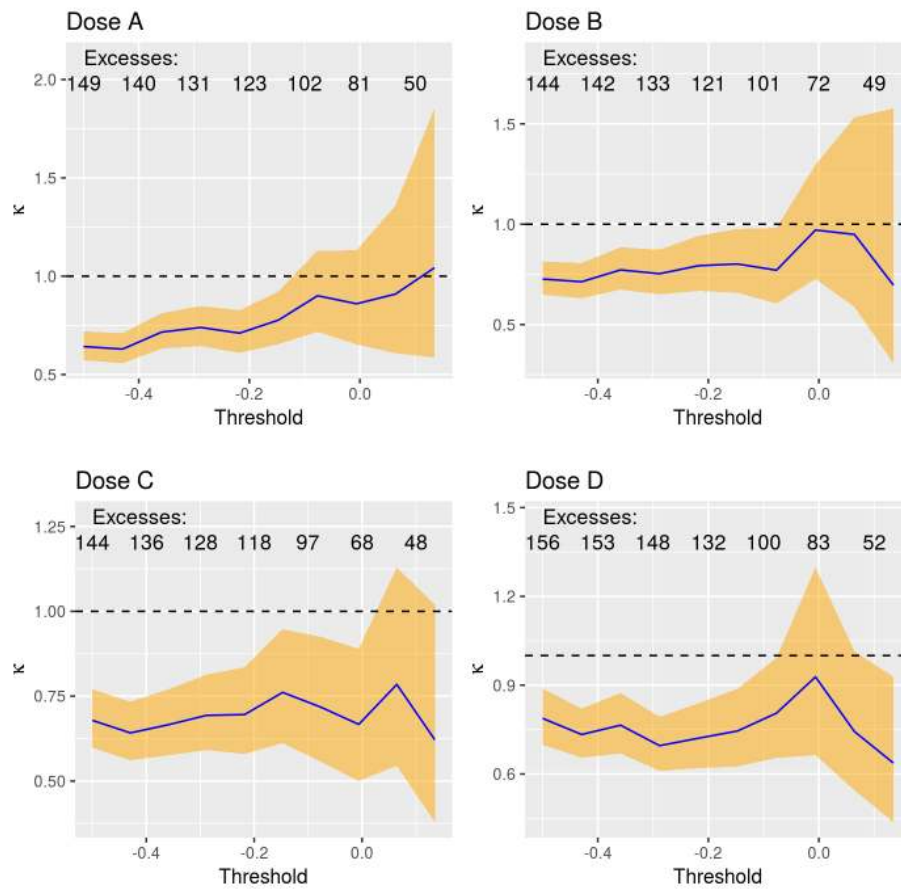 Dose A
Excesses:
149 140 131 123 102 81 50
2.0
1.5
1.0
0.5
κ
-0.4 -0.2 0.0
Threshold
Dose B
Excesses:
144 142 133 121 101 72 49
1.5
1.0
0.5
κ
-0.4 -0.2 0.0
Threshold
Dose C
Excesses:
144 136 128 118 97 68 48
1.25
1.00
0.75
0.50
κ
-0.4 -0.2 0.0
Threshold
Dose D
Excesses:
156 153 148 132 100 83 52
1.5
1.2
0.9
0.6
κ
-0.4 -0.2 0.0
Threshold